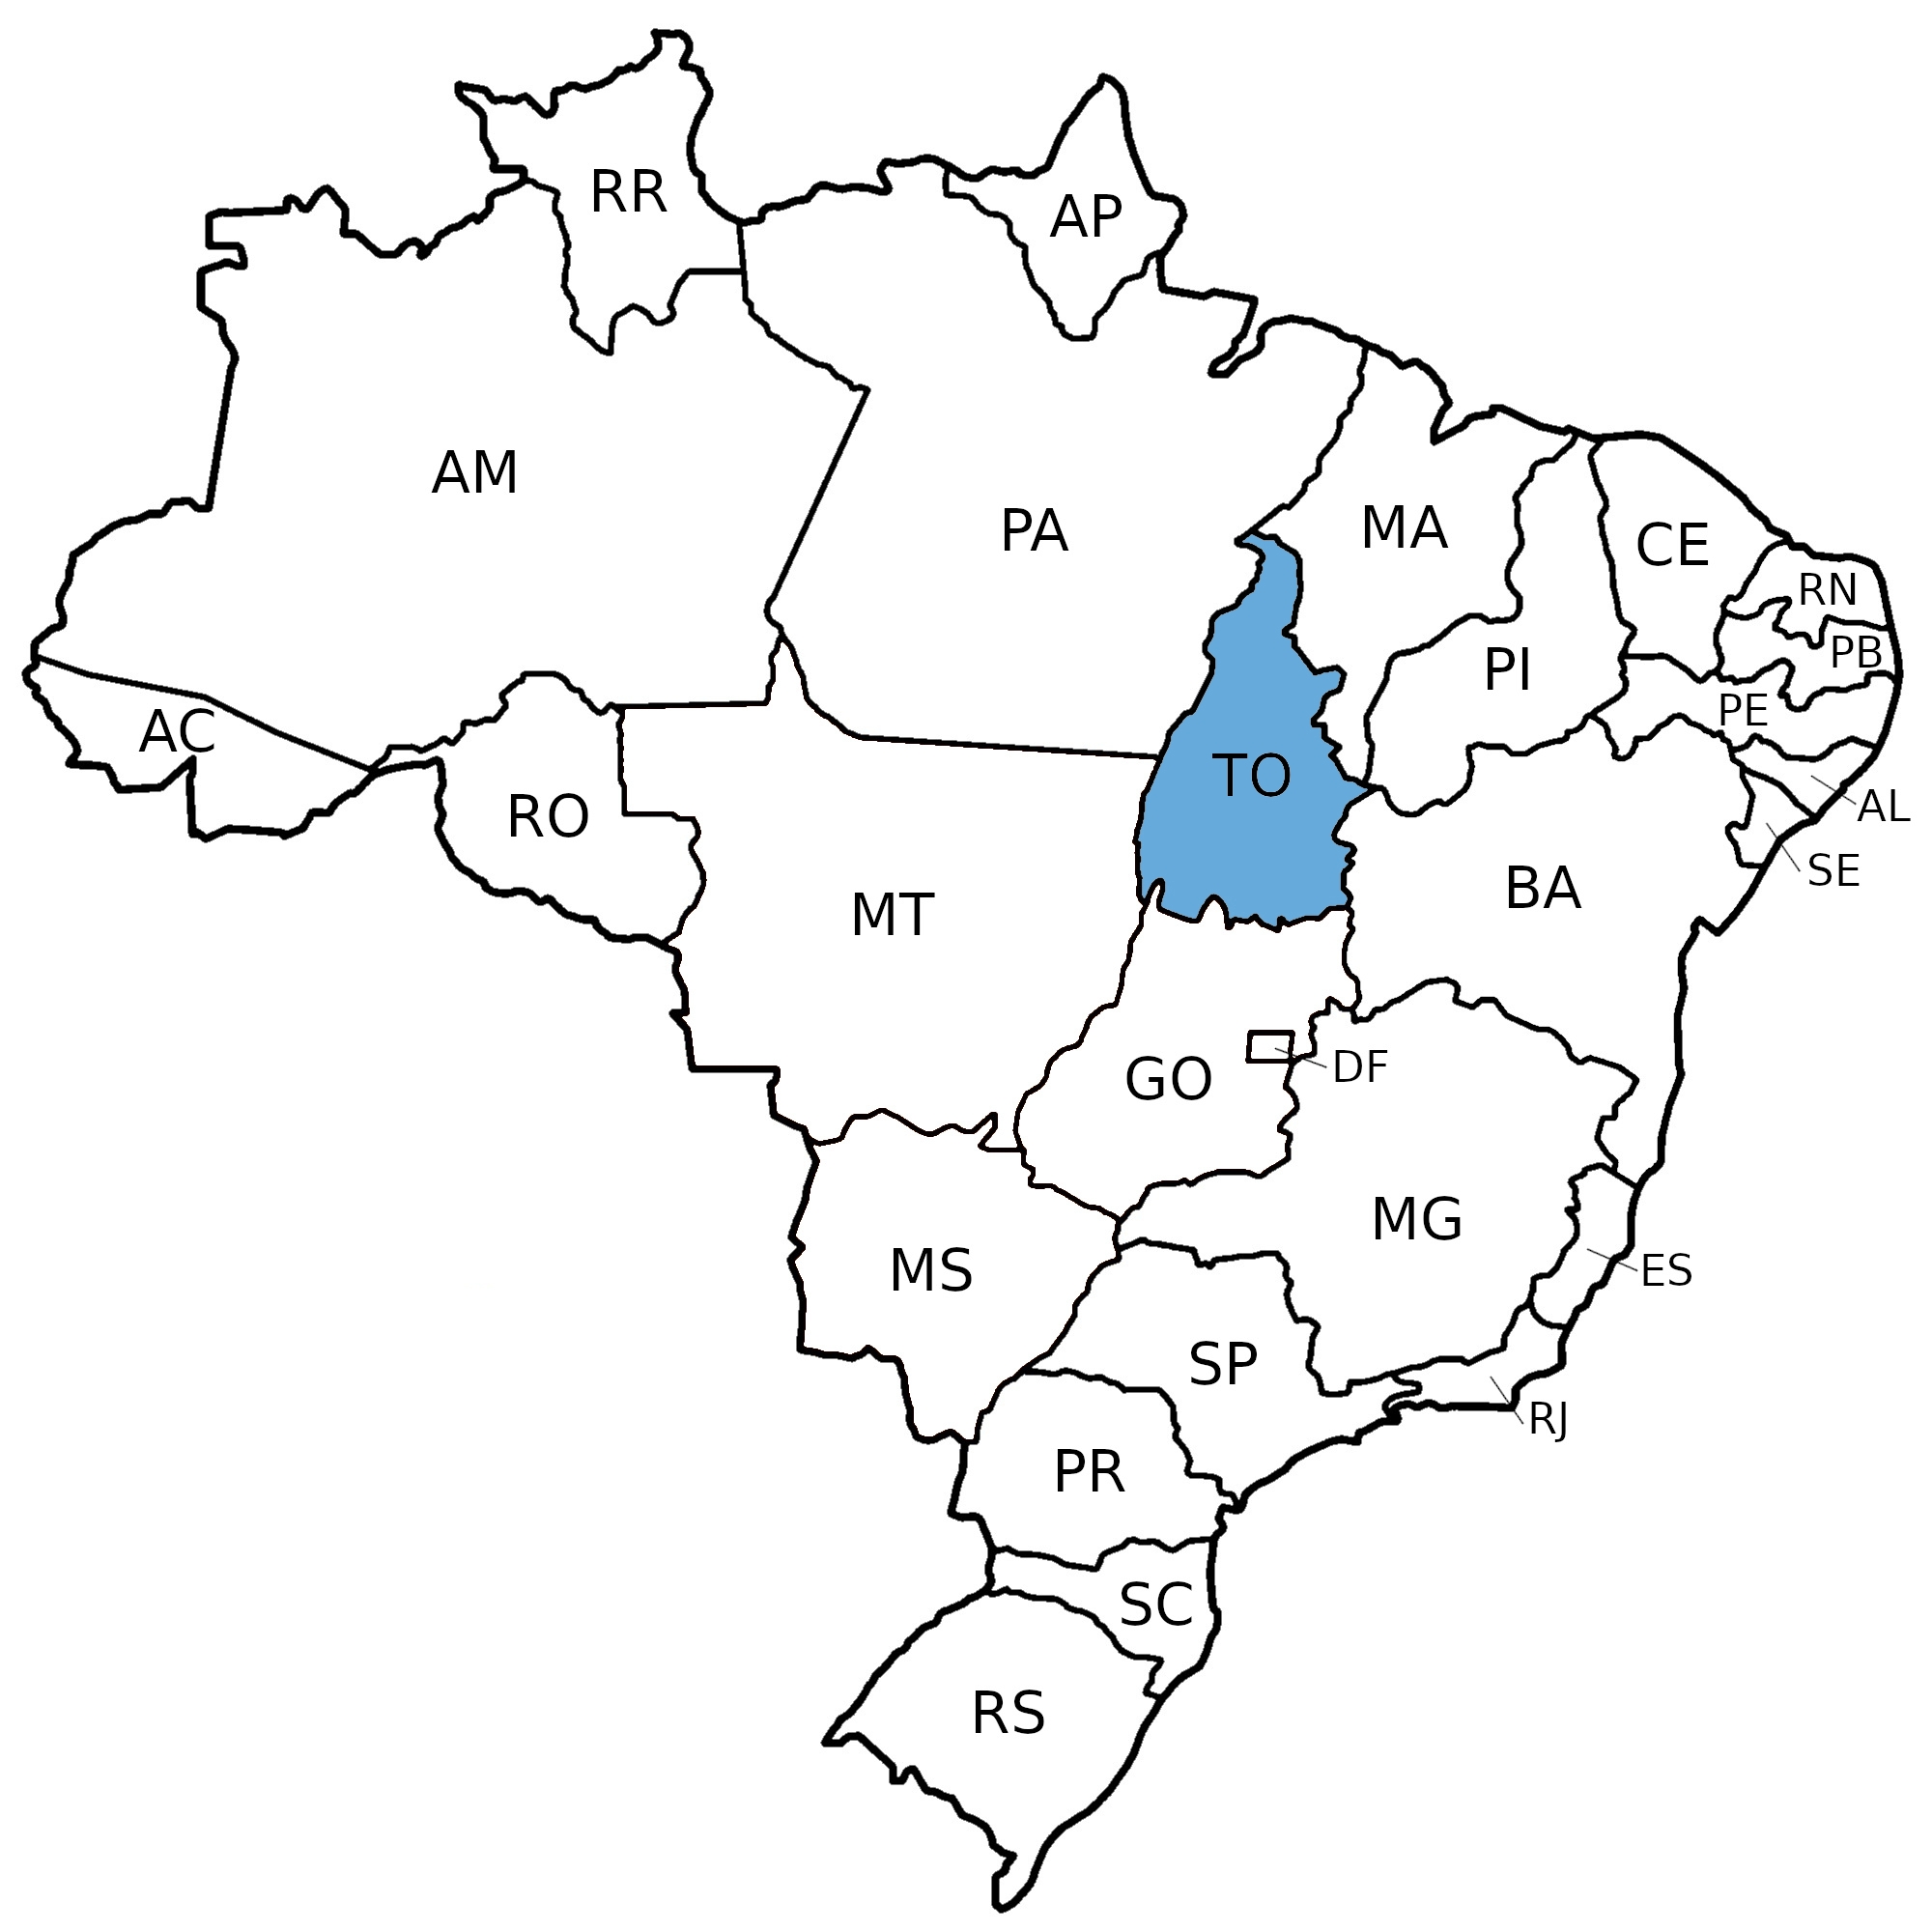 RR
AP
AM
PA
MA
CE
RN
PB
PI
PE
AC
TO
RO
AL
SE
BA
MT
DF
GO
MG
MS
ES
SP
RJ
PR
SC
RS